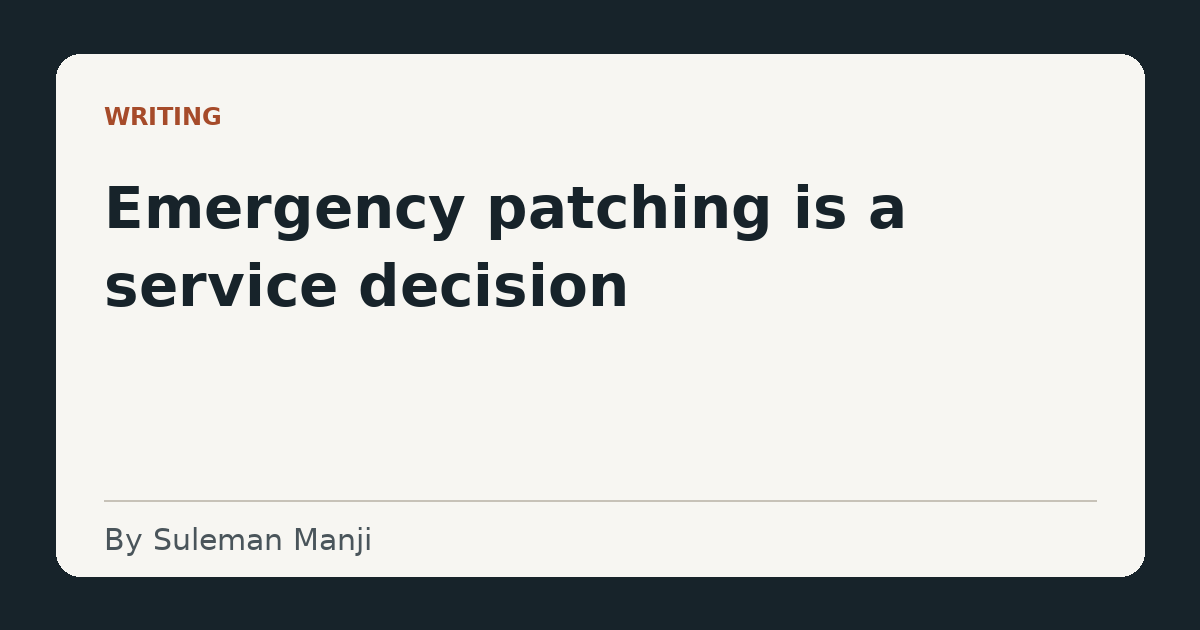 WRITING
Emergency patching is a
service decision
By Suleman Manji